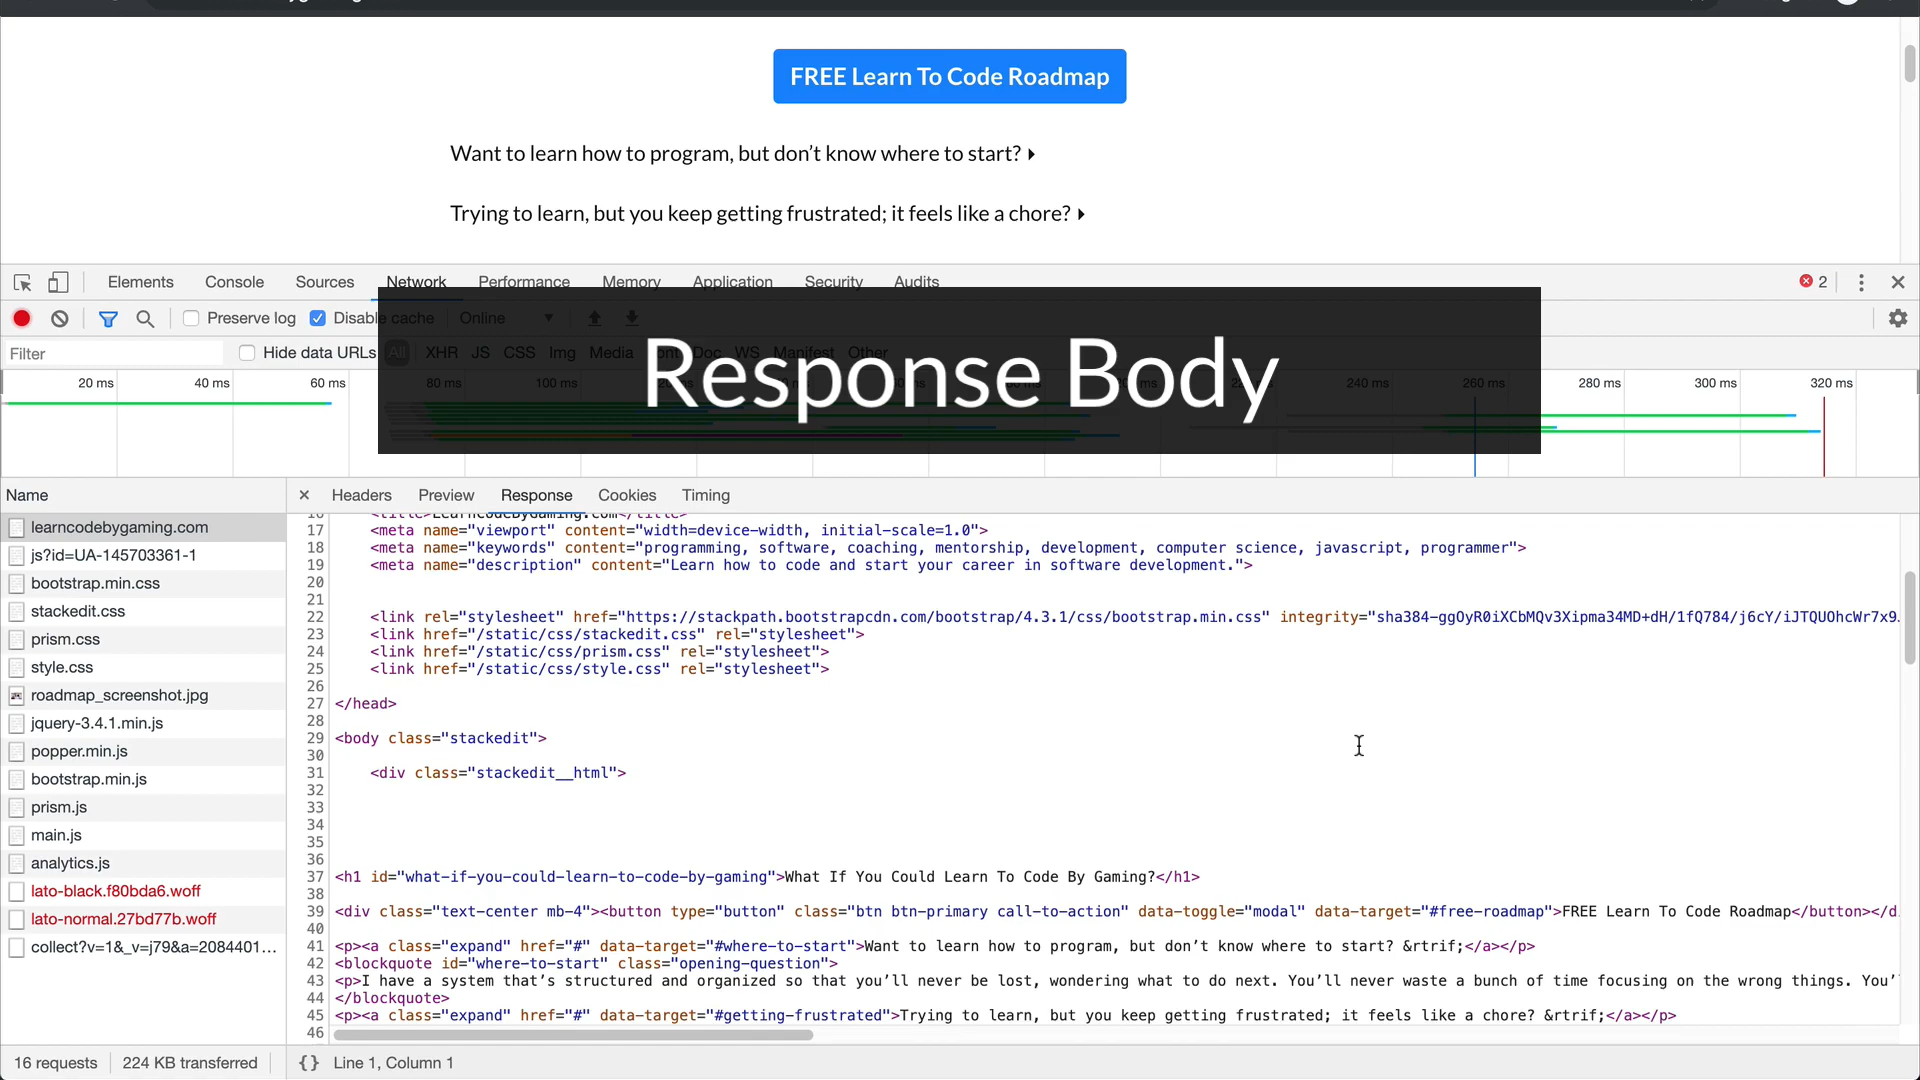 FREE Learn To Code Roadmap
Want to learn how to program, but don’t know where to start?
Trying to learn, but you keep getting frustrated; it feels like a chore?
Elements Console Sources Network Performance Memory Application Security Audits 2
Preserve log Disable cache Online
Filter Hide data URLs All XHR JS CSS Img Media Font Doc WS Manifest Other
Response Body
20 ms 40 ms 60 ms 80 ms 100 ms 240 ms 260 ms 280 ms 300 ms 320 ms
Name
Headers Preview Response Cookies Timing
learncodebygaming.com
js?id=UA-145703361-1
bootstrap.min.css
stackedit.css
prism.css
style.css
roadmap_screenshot.jpg
jquery-3.4.1.min.js
popper.min.js
bootstrap.min.js
prism.js
main.js
analytics.js
lato-black.f80bda6.woff
lato-normal.27bd77b.woff
collect?v=1&_v=j79&a=2084401…
16 <title>LearnCodeByGaming.com</title>
17 <meta name="viewport" content="width=device-width, initial-scale=1.0">
18 <meta name="keywords" content="programming, software, coaching, mentorship, development, computer science, javascript, programmer">
19 <meta name="description" content="Learn how to code and start your career in software development.">
20
21
22 <link rel="stylesheet" href="https://stackpath.bootstrapcdn.com/bootstrap/4.3.1/css/bootstrap.min.css" integrity="sha384-ggOyR0iXCbMQv3Xipma34MD+dH/1fQ784/j6cY/iJTQUOhcWr7x9
23 <link href="/static/css/stackedit.css" rel="stylesheet">
24 <link href="/static/css/prism.css" rel="stylesheet">
25 <link href="/static/css/style.css" rel="stylesheet">
26
27 </head>
28
29 <body class="stackedit">
30
31 <div class="stackedit__html">
32
33
34
35
36
37 <h1 id="what-if-you-could-learn-to-code-by-gaming">What If You Could Learn To Code By Gaming?</h1>
38
39 <div class="text-center mb-4"><button type="button" class="btn btn-primary call-to-action" data-toggle="modal" data-target="#free-roadmap">FREE Learn To Code Roadmap</button></d
40
41 <p><a class="expand" href="#" data-target="#where-to-start">Want to learn how to program, but don’t know where to start? &rtrif;</a></p>
42 <blockquote id="where-to-start" class="opening-question">
43 <p>I have a system that’s structured and organized so that you’ll never be lost, wondering what to do next. You’ll never waste a bunch of time focusing on the wrong things. You’
44 </blockquote>
45 <p><a class="expand" href="#" data-target="#getting-frustrated">Trying to learn, but you keep getting frustrated; it feels like a chore? &rtrif;</a></p>
46
16 requests 224 KB transferred {} Line 1, Column 1